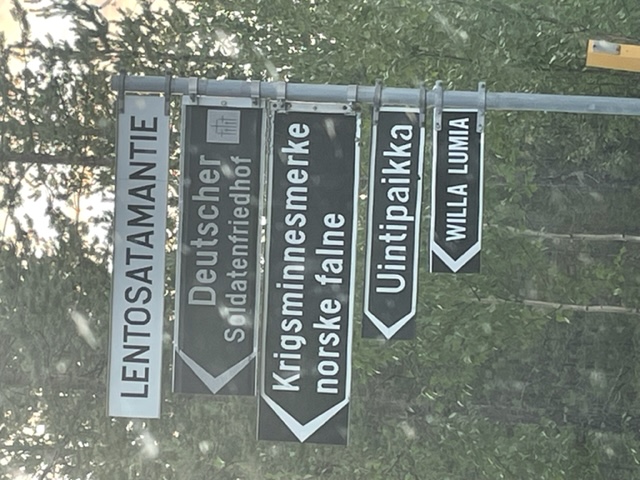 LENTOSATAMANTIE
Deutscher
Soldatenfriedhof
Krigsminnesmerke
norske falne
Uintipaikka
WILLA LUMIA